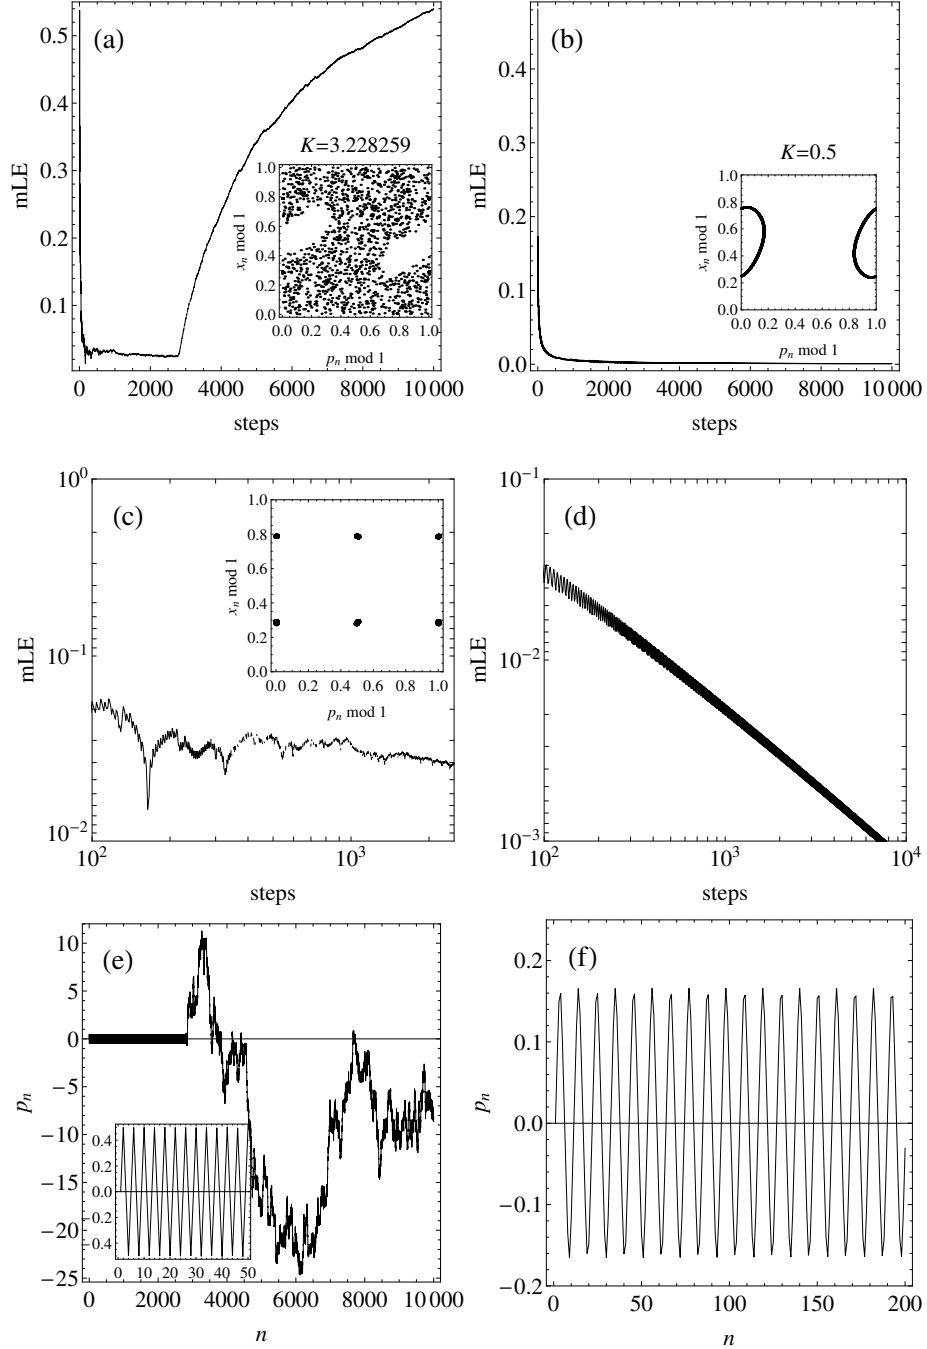 (a)
K=3.228259
mLE
0.5
0.4
0.3
0.2
0.1
0 2000 4000 6000 8000 10 000
steps
x_n mod 1
1.0
0.8
0.6
0.4
0.2
0.0
0.0 0.2 0.4 0.6 0.8 1.0
p_n mod 1
(b)
K=0.5
mLE
0.4
0.3
0.2
0.1
0.0
0 2000 4000 6000 8000 10 000
steps
x_n mod 1
1.0
0.8
0.6
0.4
0.2
0.0
0.0 0.2 0.4 0.6 0.8 1.0
p_n mod 1
(c)
mLE
10^0
10^-1
10^-2
10^2 10^3
steps
x_n mod 1
1.0
0.8
0.6
0.4
0.2
0.0
0.0 0.2 0.4 0.6 0.8 1.0
p_n mod 1
(d)
mLE
10^-1
10^-2
10^-3
10^2 10^3 10^4
steps
(e)
p_n
10
5
0
−5
−10
−15
−20
−25
0 2000 4000 6000 8000 10 000
n
0.4
0.2
0.0
0.2
0.4
0 10 20 30 40 50
(f)
p_n
0.2
0.1
0.0
−0.1
−0.2
0 50 100 150 200
n